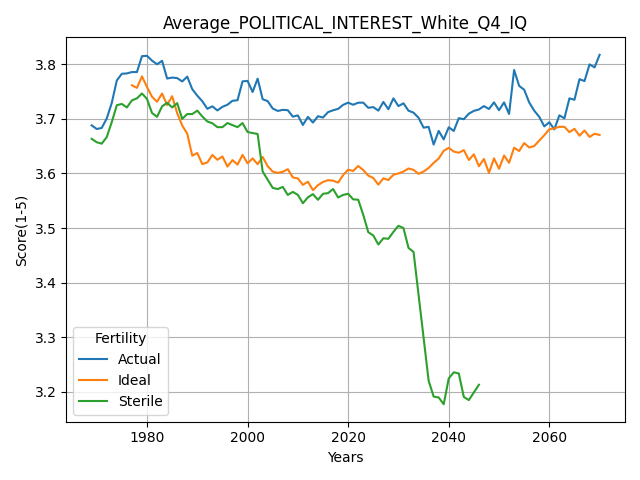 Average_POLITICAL_INTEREST_White_Q4_IQ
Score(1-5)
3.8
3.7
3.6
3.5
3.4
3.3
3.2
Fertility
Actual
Ideal
Sterile
1980 2000 2020 2040 2060
Years